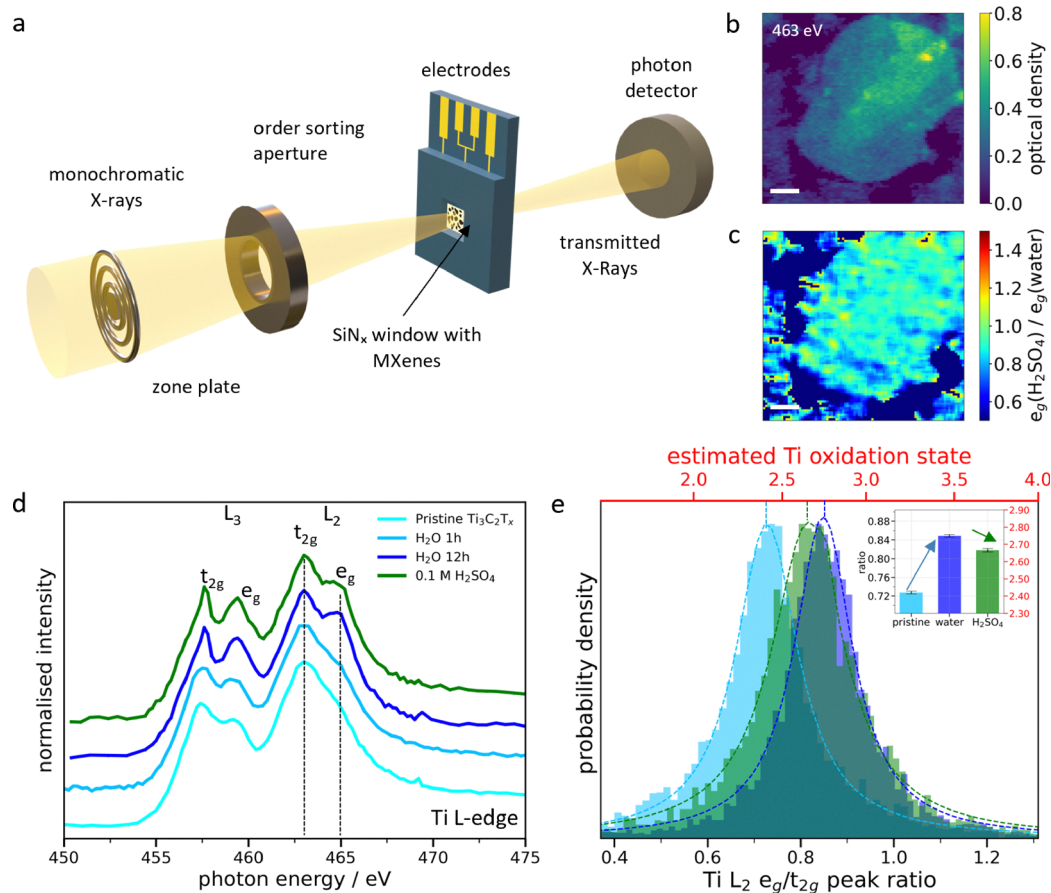 a
electrodes
photon
detector
order sorting
aperture
monochromatic
X-rays
transmitted
X-Rays
SiNₓ window with
MXenes
zone plate
b
463 eV
0.8
0.6
0.4
0.2
0.0
optical density
c
1.4
1.2
1.0
0.8
0.6
e_g(H₂SO₄) / e_g(water)
d
L₃
L₂
t₂g
e_g
t₂g
e_g
Pristine Ti₃C₂Tₓ
H₂O 1h
H₂O 12h
0.1 M H₂SO₄
normalised intensity
Ti L-edge
450
455
460
465
470
475
photon energy / eV
estimated Ti oxidation state
2.0
2.5
3.0
3.5
4.0
e
0.88
0.84
0.80
0.76
0.72
ratio
2.90
2.80
2.70
2.60
2.50
2.40
2.30
pristine
water
H₂SO₄
probability density
0.4
0.6
0.8
1.0
1.2
Ti L₂ e_g/t₂g peak ratio